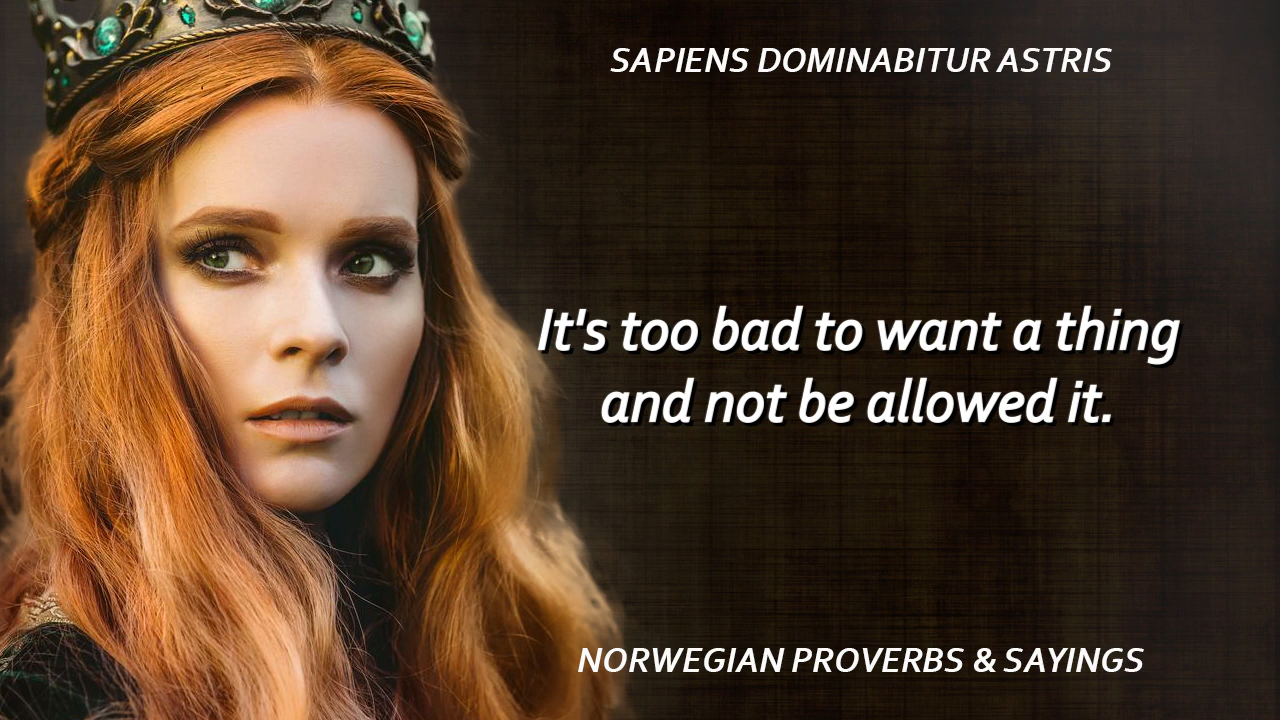 SAPIENS DOMINABITUR ASTRIS
It's too bad to want a thing
and not be allowed it.
NORWEGIAN PROVERBS & SAYINGS